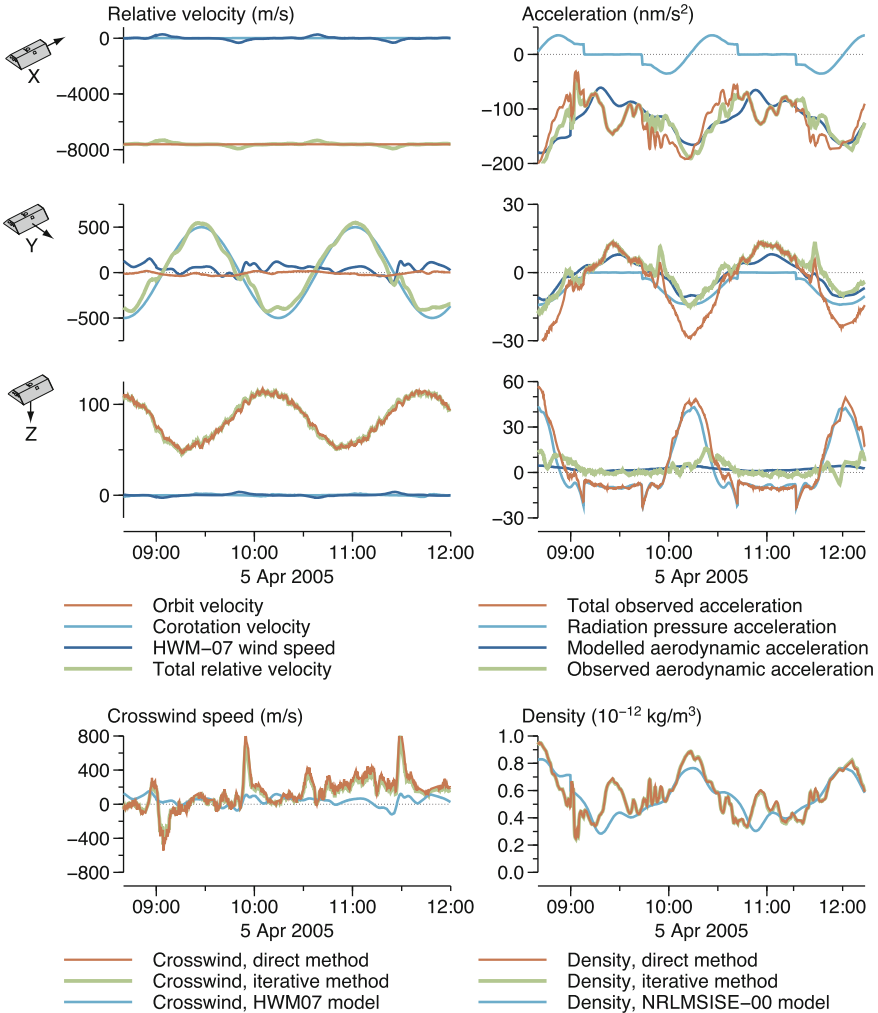 Relative velocity (m/s)
Acceleration (nm/s²)
0
−4000
−8000
X
0
−100
−200
500
0
−500
Y
30
0
−30
100
0
Z
60
30
0
−30
09:00 10:00 11:00 12:00
5 Apr 2005
09:00 10:00 11:00 12:00
5 Apr 2005
Orbit velocity
Corotation velocity
HWM−07 wind speed
Total relative velocity
Total observed acceleration
Radiation pressure acceleration
Modelled aerodynamic acceleration
Observed aerodynamic acceleration
Crosswind speed (m/s)
Density (10⁻¹² kg/m³)
800
400
0
−400
−800
1.0
0.8
0.6
0.4
0.2
0.0
09:00 10:00 11:00 12:00
5 Apr 2005
09:00 10:00 11:00 12:00
5 Apr 2005
Crosswind, direct method
Crosswind, iterative method
Crosswind, HWM07 model
Density, direct method
Density, iterative method
Density, NRLMSISE−00 model